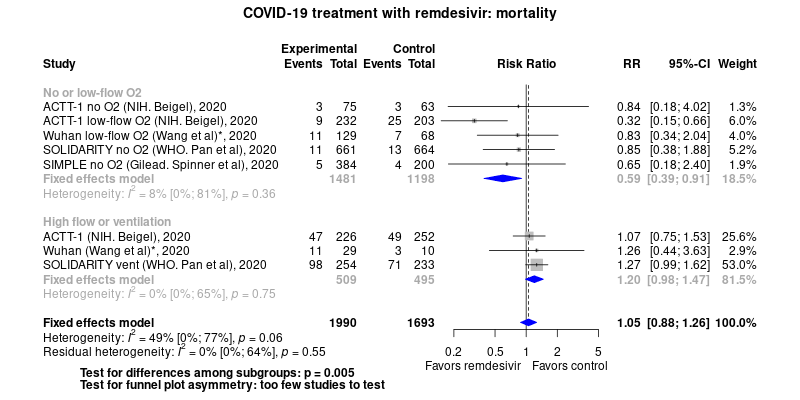 COVID-19 treatment with remdesivir: mortality
Experimental Control
Study Events Total Events Total Risk Ratio RR 95%-CI Weight
No or low-flow O2
ACTT-1 no O2 (NIH. Beigel), 2020 3 75 3 63 0.84 [0.18; 4.02] 1.3%
ACTT-1 low-flow O2 (NIH. Beigel), 2020 9 232 25 203 0.32 [0.15; 0.66] 6.0%
Wuhan low-flow O2 (Wang et al)*, 2020 11 129 7 68 0.83 [0.34; 2.04] 4.0%
SOLIDARITY no O2 (WHO. Pan et al), 2020 11 661 13 664 0.85 [0.38; 1.88] 5.2%
SIMPLE no O2 (Gilead. Spinner et al), 2020 5 384 4 200 0.65 [0.18; 2.40] 1.9%
Fixed effects model 1481 1198 0.59 [0.39; 0.91] 18.5%
Heterogeneity: I² = 8% [0%; 81%], p = 0.36
High flow or ventilation
ACTT-1 (NIH. Beigel), 2020 47 226 49 252 1.07 [0.75; 1.53] 25.6%
Wuhan (Wang et al)*, 2020 11 29 3 10 1.26 [0.44; 3.63] 2.9%
SOLIDARITY vent (WHO. Pan et al), 2020 98 254 71 233 1.27 [0.99; 1.62] 53.0%
Fixed effects model 509 495 1.20 [0.98; 1.47] 81.5%
Heterogeneity: I² = 0% [0%; 65%], p = 0.75
Fixed effects model 1990 1693 1.05 [0.88; 1.26] 100.0%
Heterogeneity: I² = 49% [0%; 77%], p = 0.06
Residual heterogeneity: I² = 0% [0%; 64%], p = 0.55
0.2 0.5 1 2 5
Favors remdesivir Favors control
Test for differences among subgroups: p = 0.005
Test for funnel plot asymmetry: too few studies to test